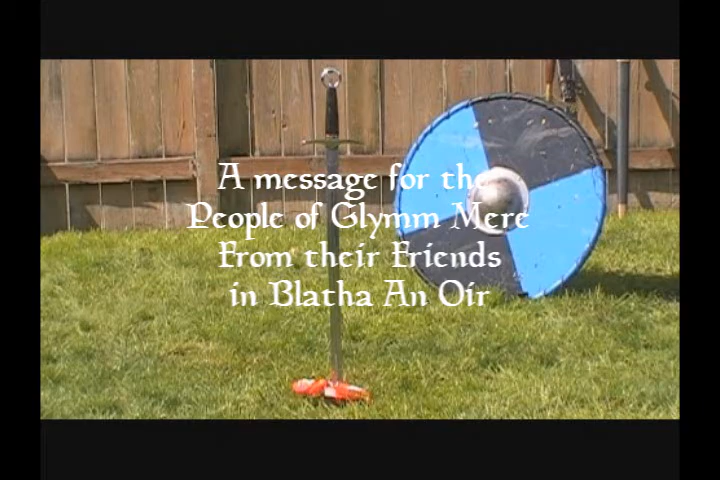 A message for the
People of Glymm Mere
From their Friends
in Blatha An Oir